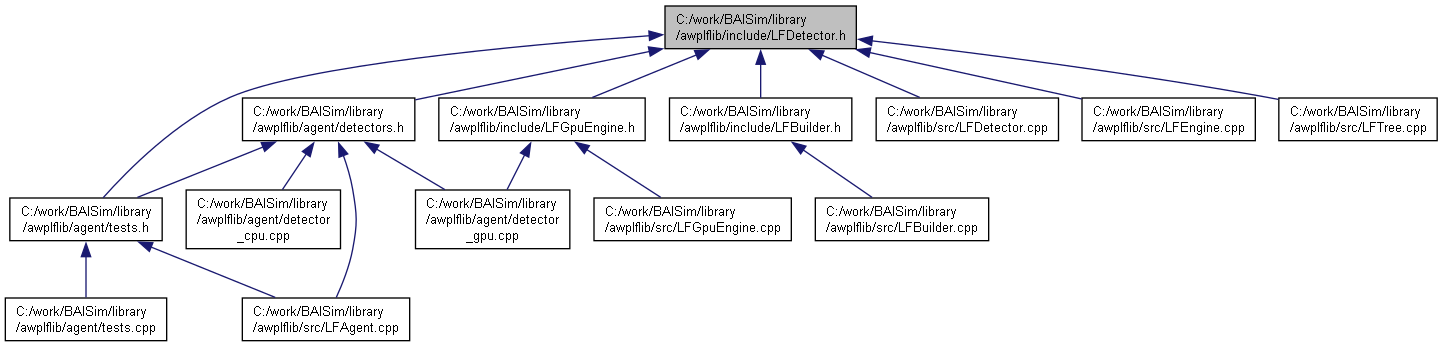 C:/work/BAISim/library
/awplflib/include/LFDetector.h
C:/work/BAISim/library
/awplflib/agent/detectors.h
C:/work/BAISim/library
/awplflib/include/LFGpuEngine.h
C:/work/BAISim/library
/awplflib/include/LFBuilder.h
C:/work/BAISim/library
/awplflib/src/LFDetector.cpp
C:/work/BAISim/library
/awplflib/src/LFEngine.cpp
C:/work/BAISim/library
/awplflib/src/LFTree.cpp
C:/work/BAISim/library
/awplflib/agent/tests.h
C:/work/BAISim/library
/awplflib/agent/detector
_cpu.cpp
C:/work/BAISim/library
/awplflib/agent/detector
_gpu.cpp
C:/work/BAISim/library
/awplflib/src/LFGpuEngine.cpp
C:/work/BAISim/library
/awplflib/src/LFBuilder.cpp
C:/work/BAISim/library
/awplflib/agent/tests.cpp
C:/work/BAISim/library
/awplflib/src/LFAgent.cpp